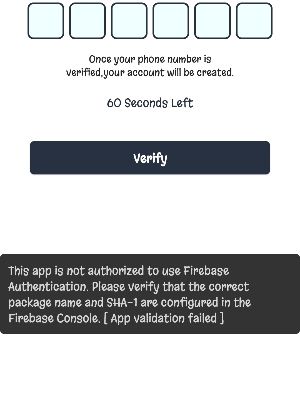 Once your phone number is
verified,your account will be created.
60 Seconds Left
Verify
This app is not authorized to use Firebase
Authentication. Please verify that the correct
package name and SHA-1 are configured in the
Firebase Console. [ App validation failed ]